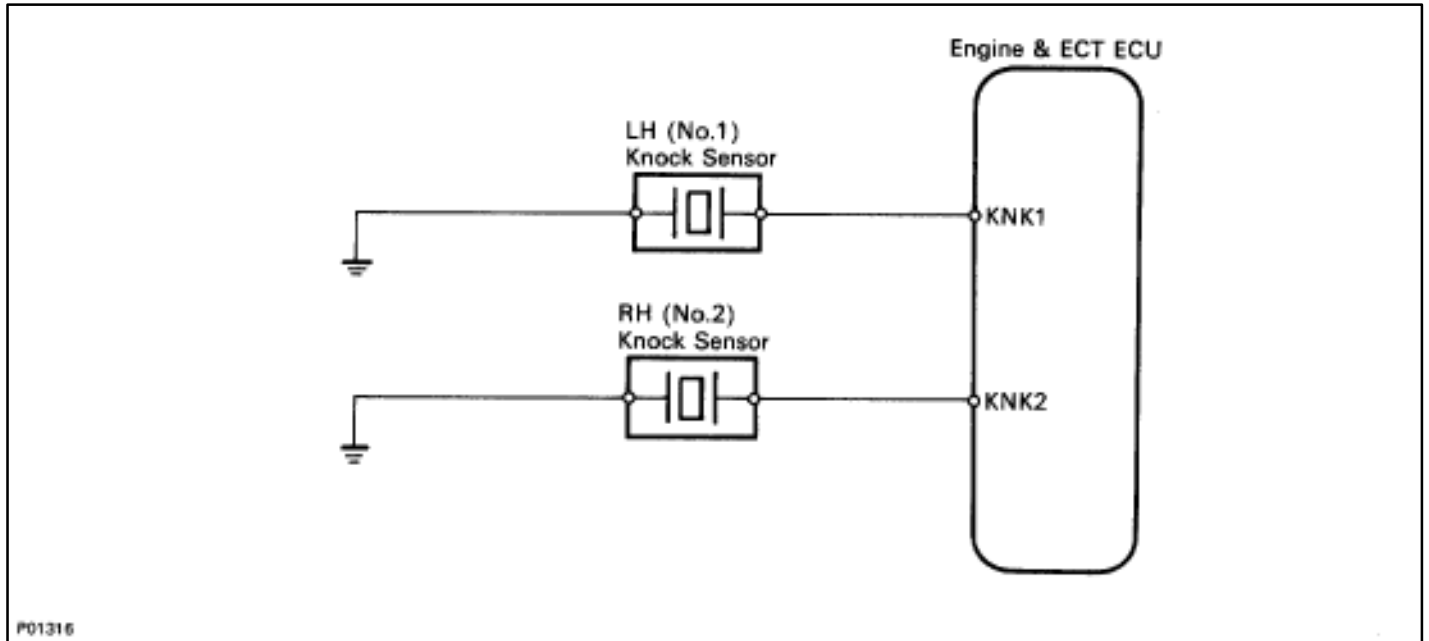 Engine & ECT ECU
LH (No.1)
Knock Sensor
KNK1
RH (No.2)
Knock Sensor
KNK2
P01316